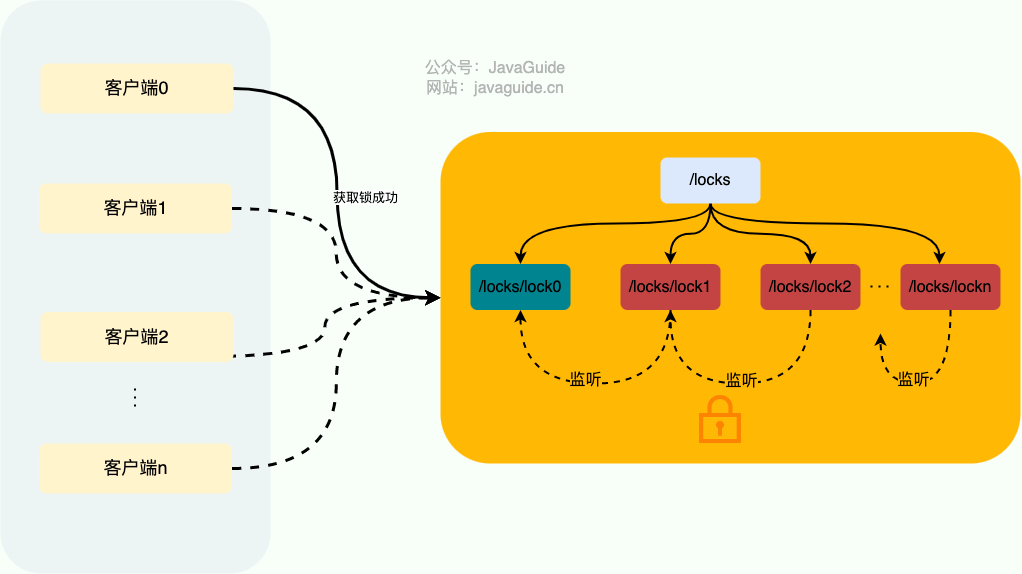 公众号：JavaGuide
网站：javaguide.cn
客户端0
客户端1
客户端2
⋮
客户端n
获取锁成功
/locks
/locks/lock0
/locks/lock1
/locks/lock2
···
/locks/lockn
监听
监听
监听